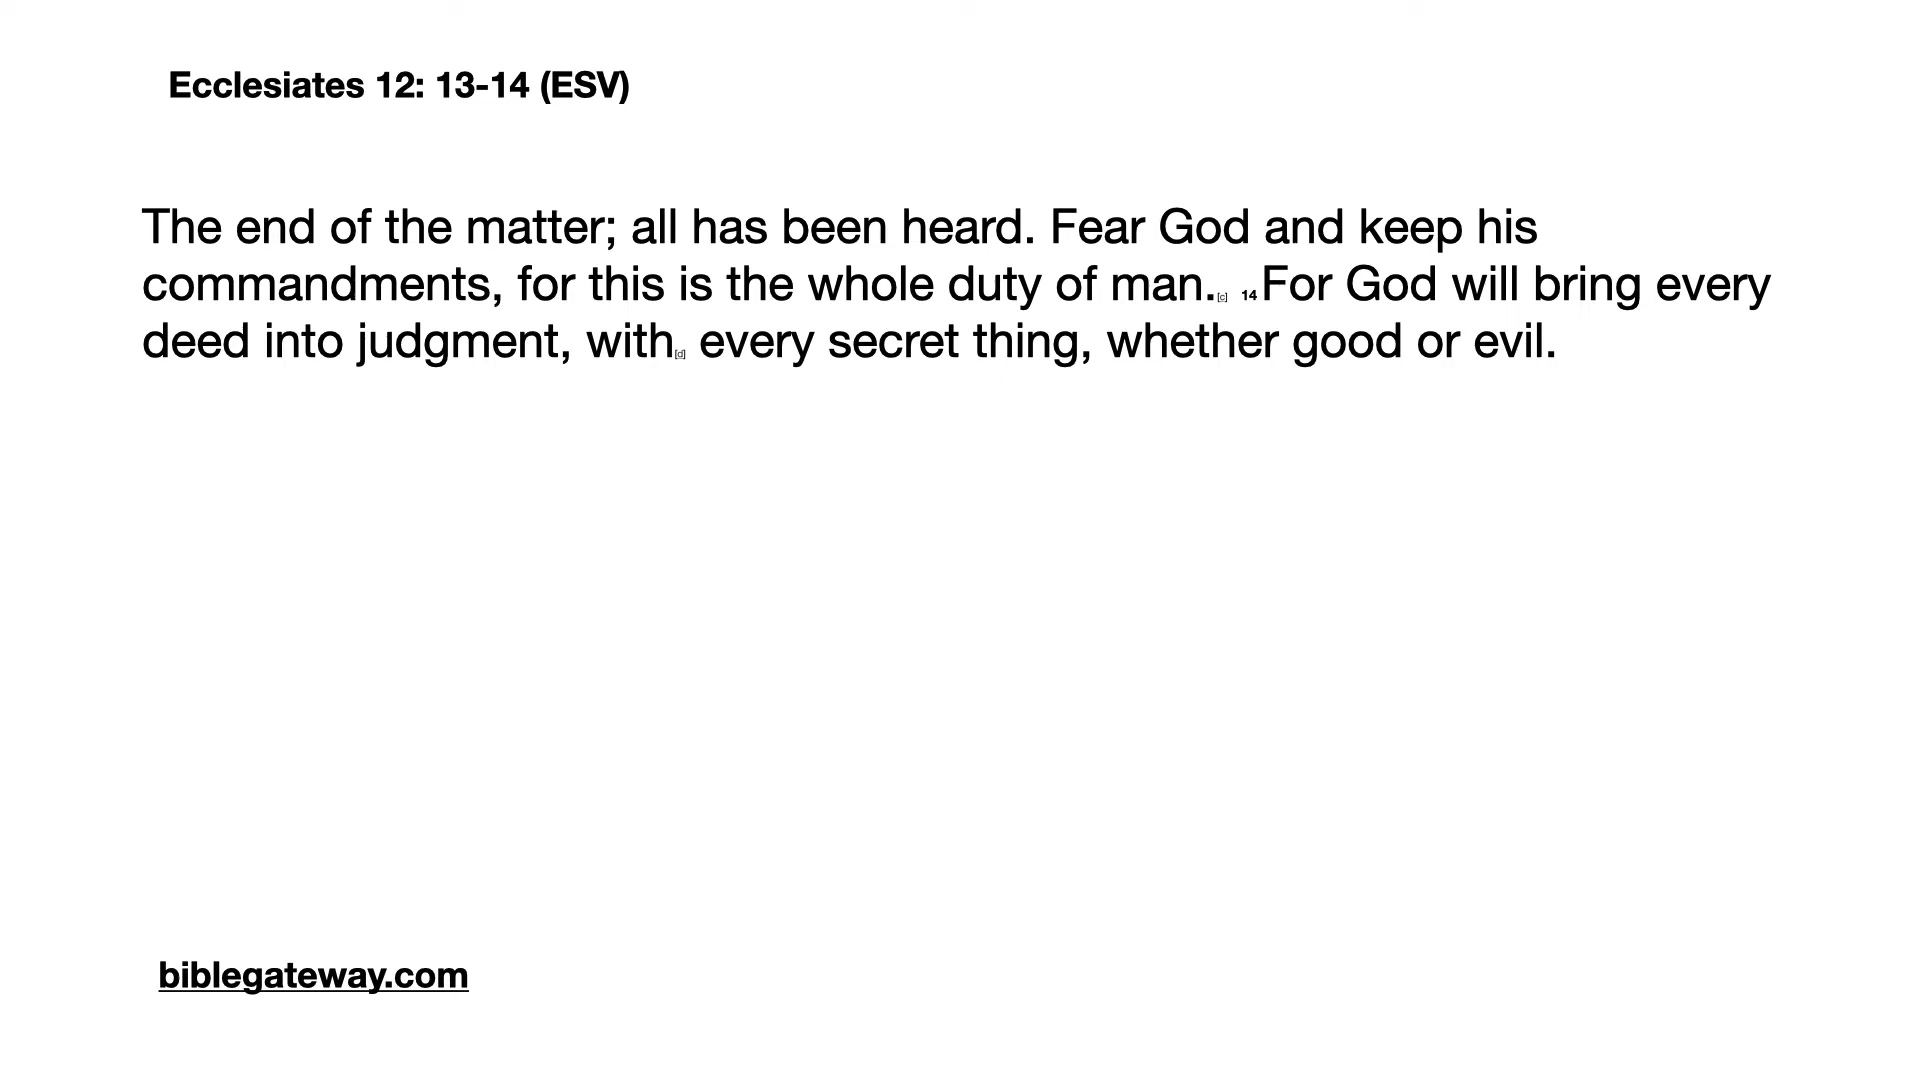 Ecclesiates 12: 13-14 (ESV)
The end of the matter; all has been heard. Fear God and keep his
commandments, for this is the whole duty of man.[c] 14 For God will bring every
deed into judgment, with[d] every secret thing, whether good or evil.
biblegateway.com